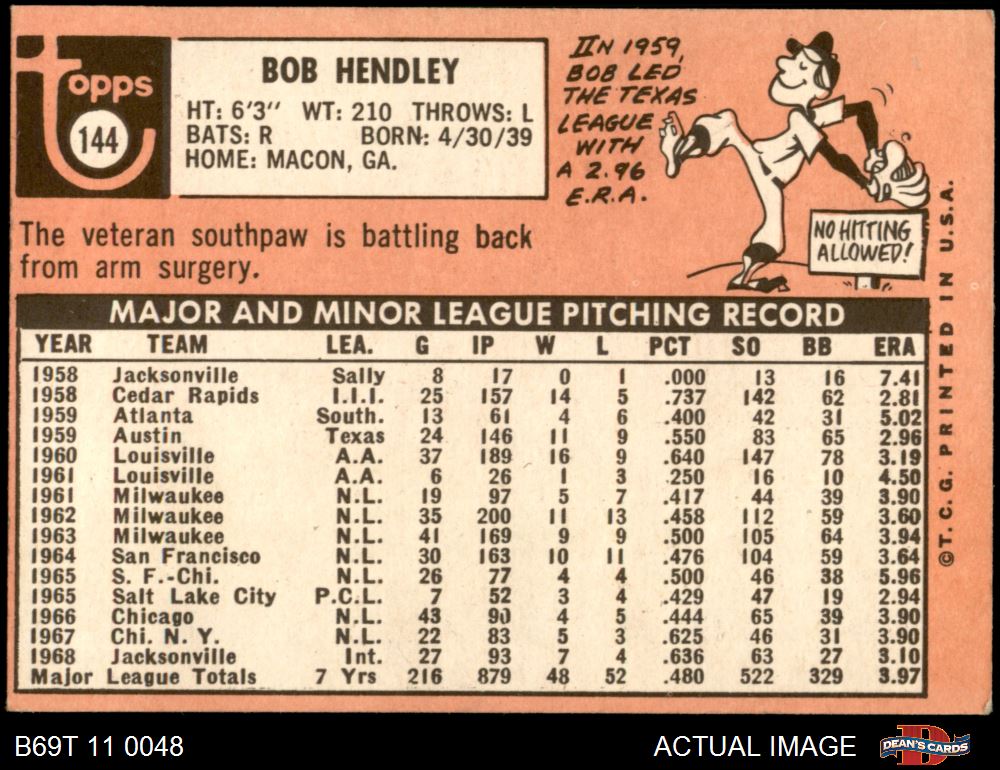 Topps
144
BOB HENDLEY
HT: 6'3" WT: 210 THROWS: L
BATS: R BORN: 4/30/39
HOME: MACON, GA.
The veteran southpaw is battling back
from arm surgery.
IN 1959,
BOB LED
THE TEXAS
LEAGUE
WITH
A 2.96
E.R.A.
NO HITTING
ALLOWED!
MAJOR AND MINOR LEAGUE PITCHING RECORD
YEAR TEAM LEA. G IP W L PCT SO BB ERA
1958 Jacksonville Sally 8 17 0 1 .000 13 16 7.41
1958 Cedar Rapids I.I.I. 25 157 14 5 .737 142 62 2.81
1959 Atlanta South. 13 61 4 6 .400 42 31 5.02
1959 Austin Texas 24 146 11 9 .550 83 65 2.96
1960 Louisville A.A. 37 189 16 9 .640 147 78 3.19
1961 Louisville A.A. 6 26 1 3 .250 16 10 4.50
1961 Milwaukee N.L. 19 97 5 7 .417 44 39 3.90
1962 Milwaukee N.L. 35 200 11 13 .458 112 59 3.60
1963 Milwaukee N.L. 41 169 9 9 .500 105 64 3.94
1964 San Francisco N.L. 30 163 10 11 .476 104 59 3.64
1965 S. F.-Chi. N.L. 26 77 4 4 .500 46 38 5.96
1965 Salt Lake City P.C.L. 7 52 3 4 .429 47 19 2.94
1966 Chicago N.L. 43 90 4 5 .444 65 39 3.90
1967 Chi. N. Y. N.L. 22 83 5 3 .625 46 31 3.90
1968 Jacksonville Int. 27 93 7 4 .636 63 27 3.10
Major League Totals 7 Yrs 216 879 48 52 .480 522 329 3.97
©T. C. G. PRINTED IN U.S.A.
B69T 11 0048
ACTUAL IMAGE
D
DEAN'S CARDS